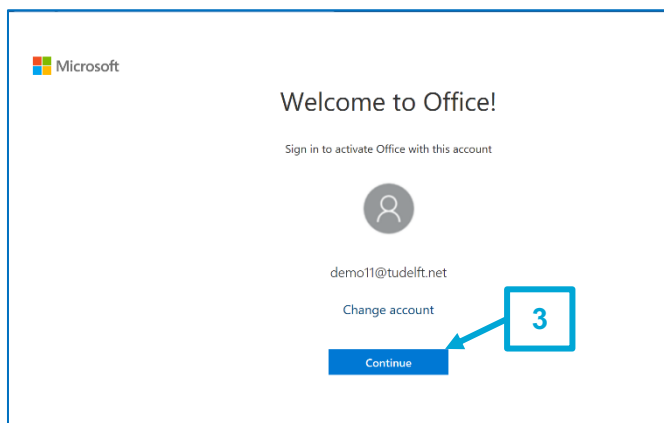 Microsoft
Welcome to Office!
Sign in to activate Office with this account
demo11@tudelft.net
Change account
3
Continue